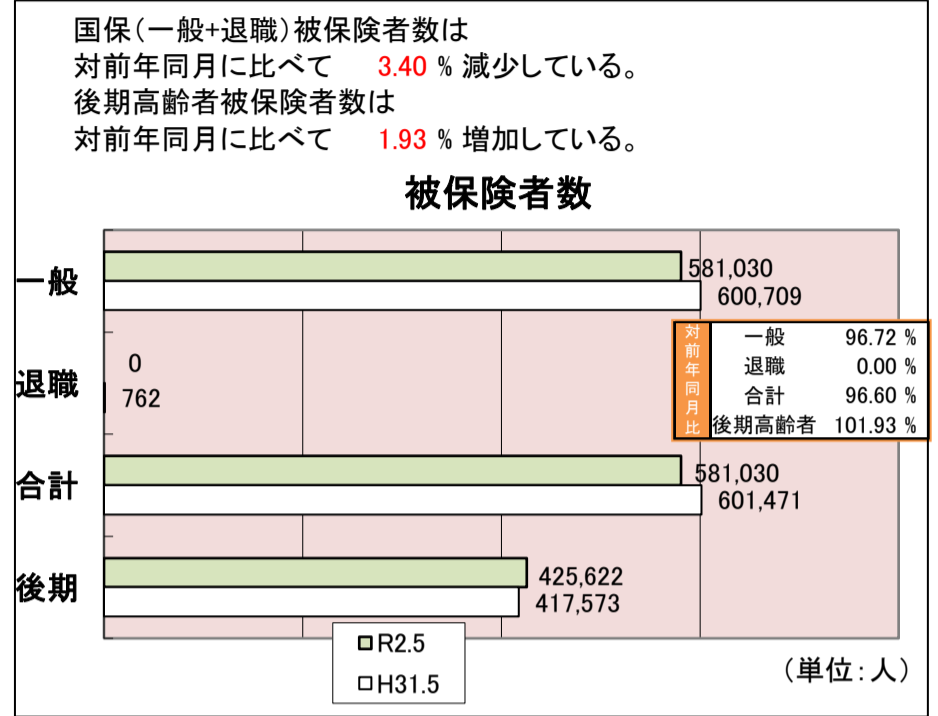 国保(一般+退職)被保険者数は
対前年同月に比べて 3.40 % 減少している。
後期高齢者被保険者数は
対前年同月に比べて 1.93 % 増加している。
被保険者数
一般
581,030
600,709
退職
0
762
合計
581,030
601,471
後期
425,622
417,573
対前年同月比
一般 96.72 %
退職 0.00 %
合計 96.60 %
後期高齢者 101.93 %
R2.5
H31.5
(単位:人)